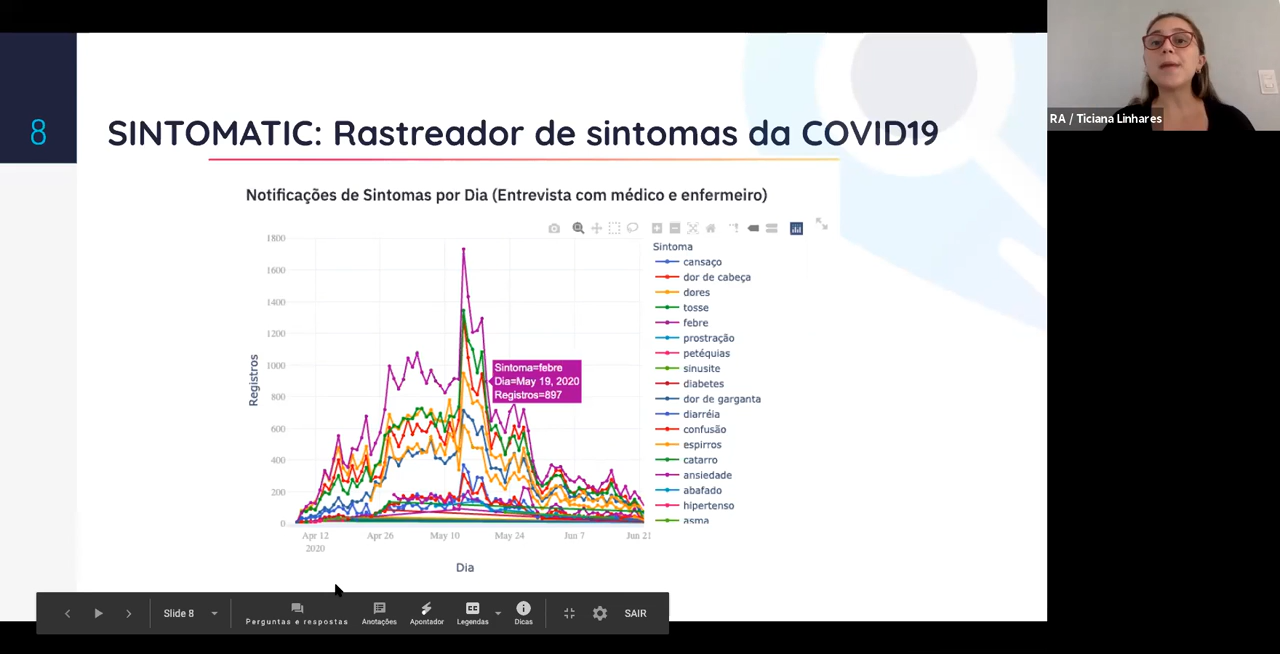 RA / Ticiana Linhares
8
SINTOMATIC: Rastreador de sintomas da COVID19
Notificações de Sintomas por Dia (Entrevista com médico e enfermeiro)
1800
1600
1400
1200
1000
800
600
400
200
0
Registros
Apr 12
2020
Apr 26
May 10
May 24
Jun 7
Jun 21
Dia
Sintoma=febre
Dia=May 19, 2020
Registros=897
Sintoma
cansaço
dor de cabeça
dores
tosse
febre
prostração
petéquias
sinusite
diabetes
dor de garganta
diarréia
confusão
espirros
catarro
ansiedade
abafado
hipertenso
asma
Slide 8
Perguntas e reapostas
Anotações
Apontador
Legendas
Dicas
SAIR